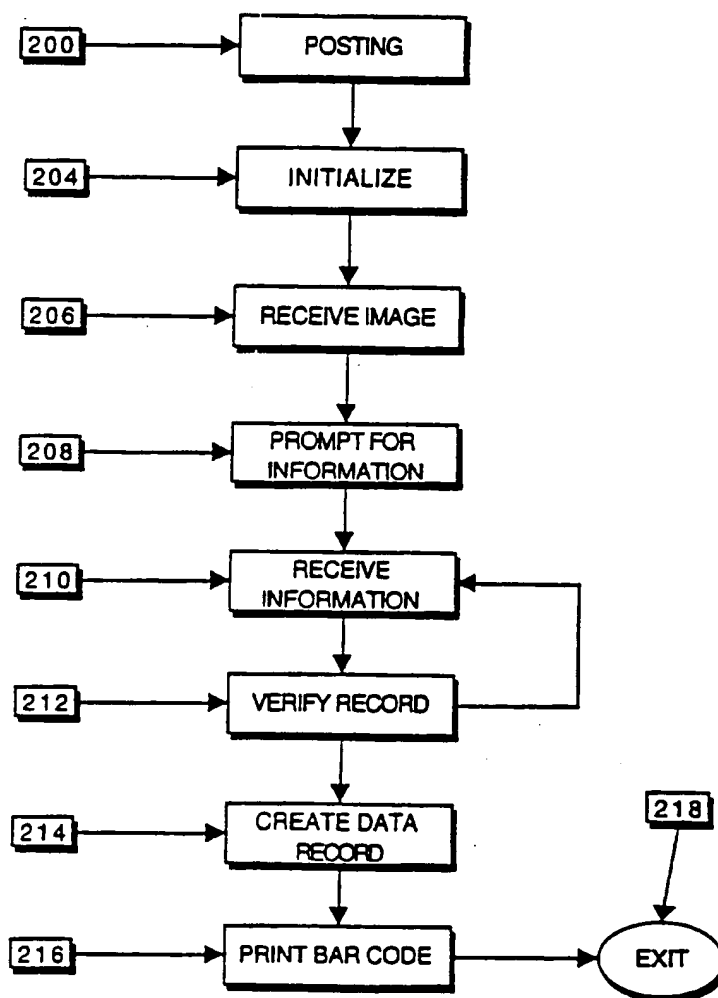 200
POSTING
204
INITIALIZE
206
RECEIVE IMAGE
208
PROMPT FOR
INFORMATION
210
RECEIVE
INFORMATION
212
VERIFY RECORD
214
CREATE DATA
RECORD
218
216
PRINT BAR CODE
EXIT